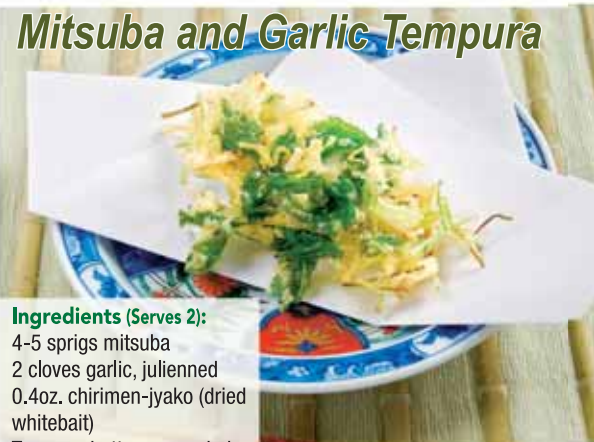 Mitsuba and Garlic Tempura
Ingredients (Serves 2):
4-5 sprigs mitsuba
2 cloves garlic, julienned
0.4oz. chirimen-jyako (dried
whitebait)